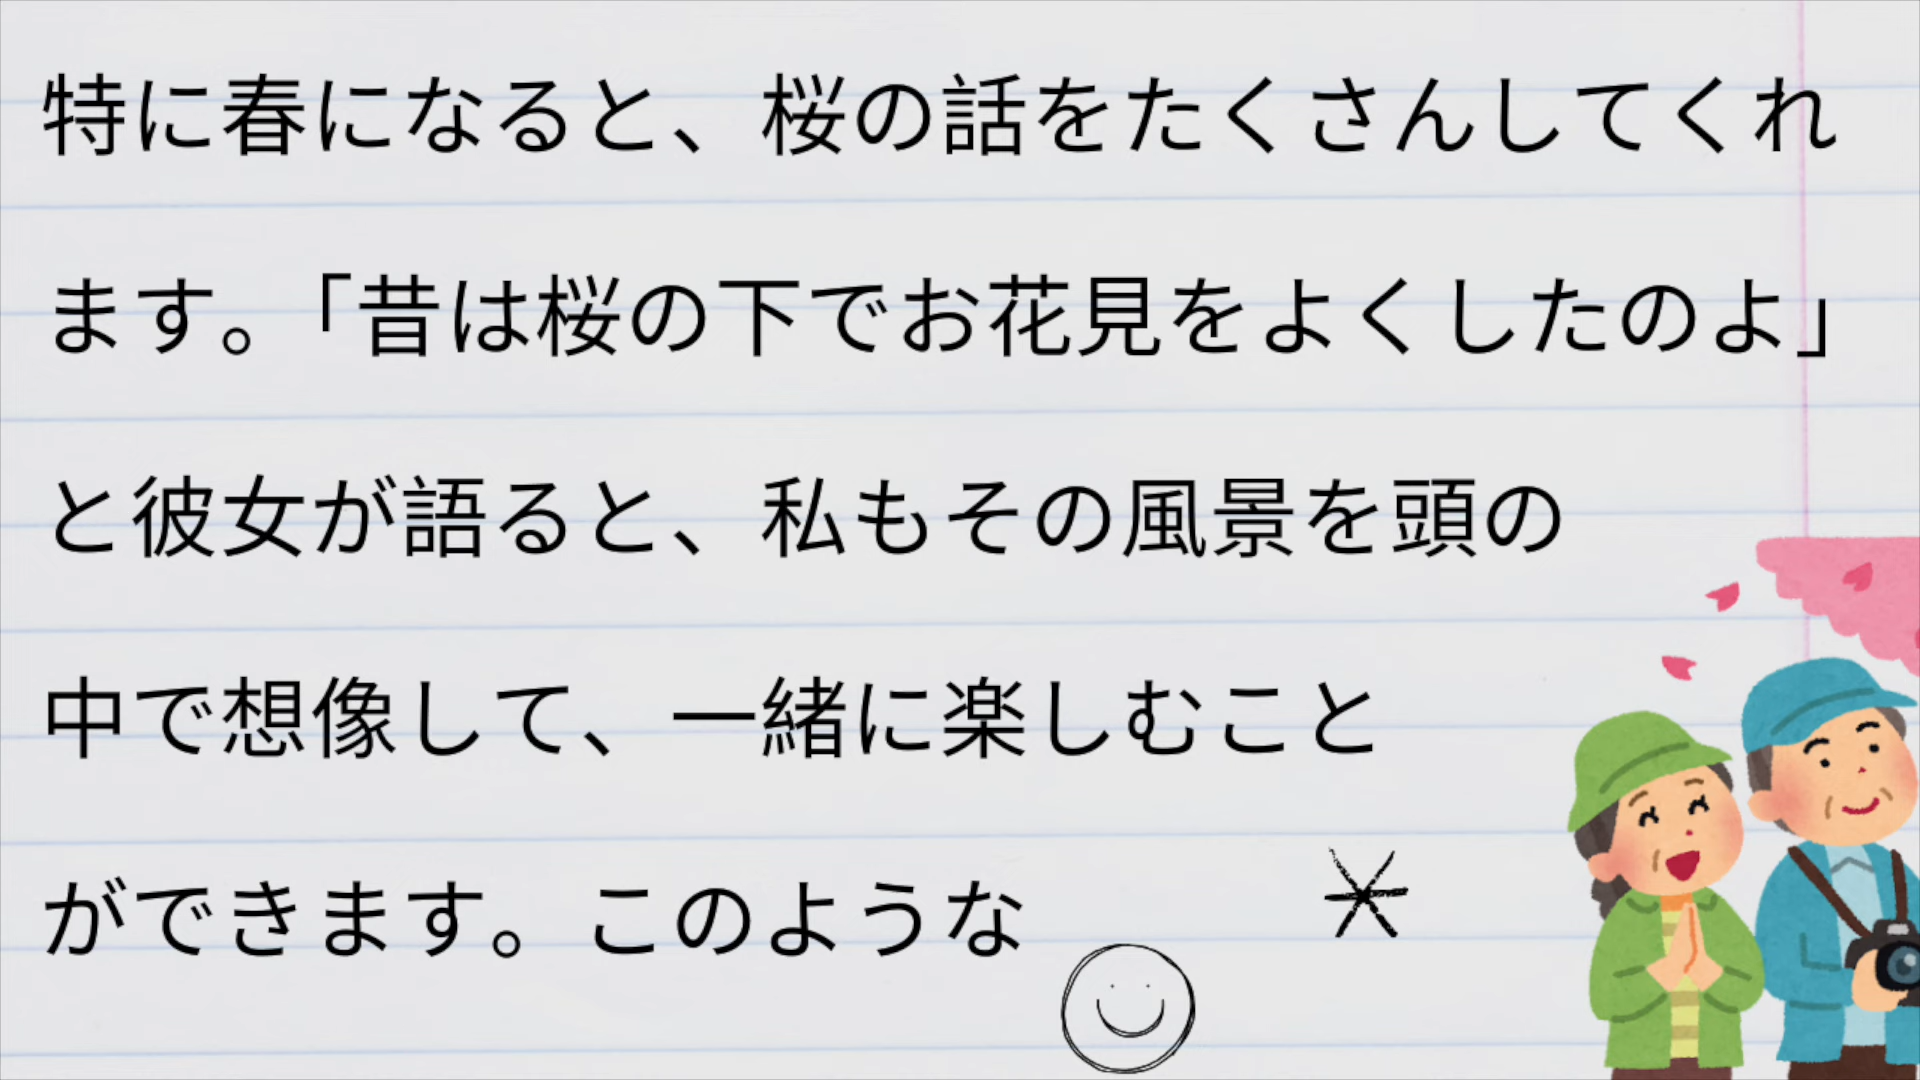 特に春になると、桜の話をたくさんしてくれ
ます。「昔は桜の下でお花見をよくしたのよ」
と彼女が語ると、私もその風景を頭の
中で想像して、一緒に楽しむこと
ができます。このような